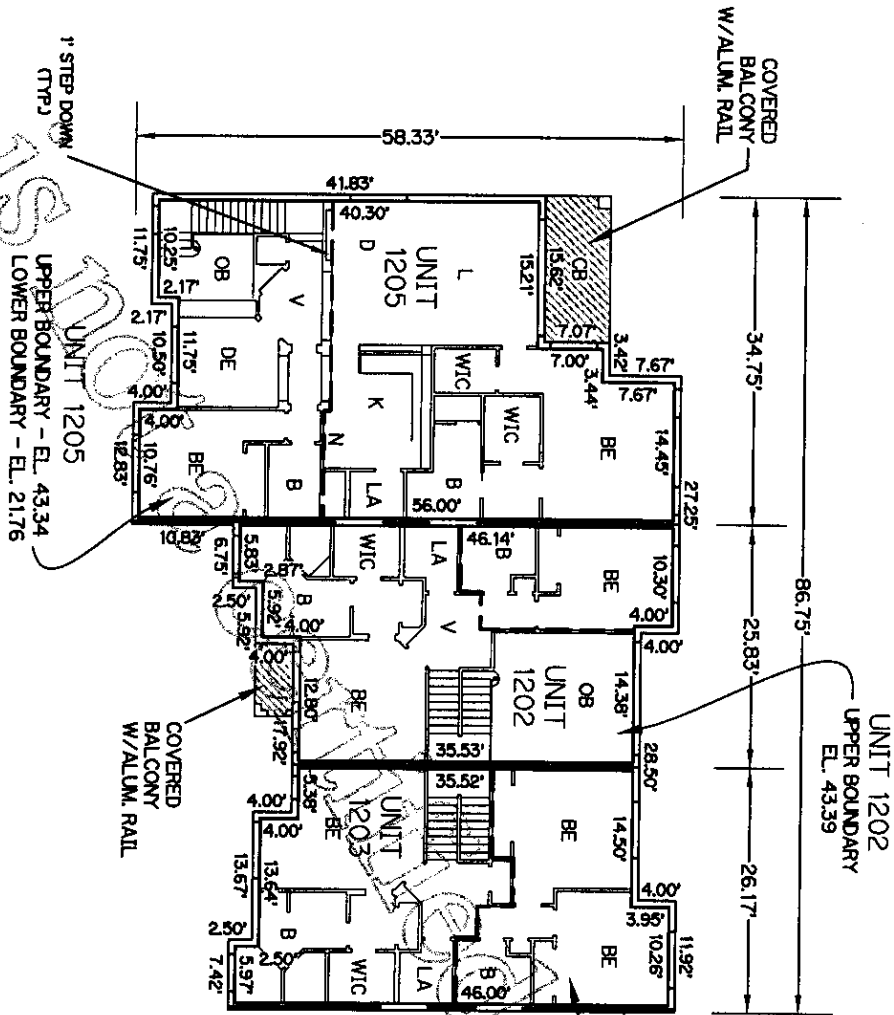 COVERED
BALCONY
W/ALUM. RAIL
1' STEP DOWN
(TYP.)
58.33'
34.75'
86.75'
25.83'
26.17'
UNIT 1202
UPPER BOUNDARY
EL. 43.39
41.83'
40.30'
CB
15.62'
15.21'
7.07'
7.00'
3.42'
3.44'
7.67'
7.67'
14.45'
27.25'
L
D
UNIT
1205
WIC
WIC
BE
K
N
B
LA
56.00'
V
OB
DE
BE
B
10.25'
11.75'
2.17'
2.17'
11.75'
10.50'
4.00'
4.00'
10.76'
12.83'
10.83'
UNIT 1205
UPPER BOUNDARY - EL. 43.34
LOWER BOUNDARY - EL. 21.76
46.14'
B
BE
10.30'
4.00'
4.00'
WIC
LA
V
B
5.83'
6.75'
2.87'
2.50'
5.92'
5.92'
4.00'
4.00'
UNIT
1202
OB
14.38'
28.50'
BE
12.80'
17.92'
35.53'
COVERED
BALCONY
W/ALUM. RAIL
35.52'
BE
14.50'
4.00'
3.95'
10.26'
11.92'
BE
UNIT
1203
BE
5.38'
4.00'
4.00'
13.64'
13.67'
B
2.50'
2.50'
5.97'
7.42'
WIC
LA
B
46.00'